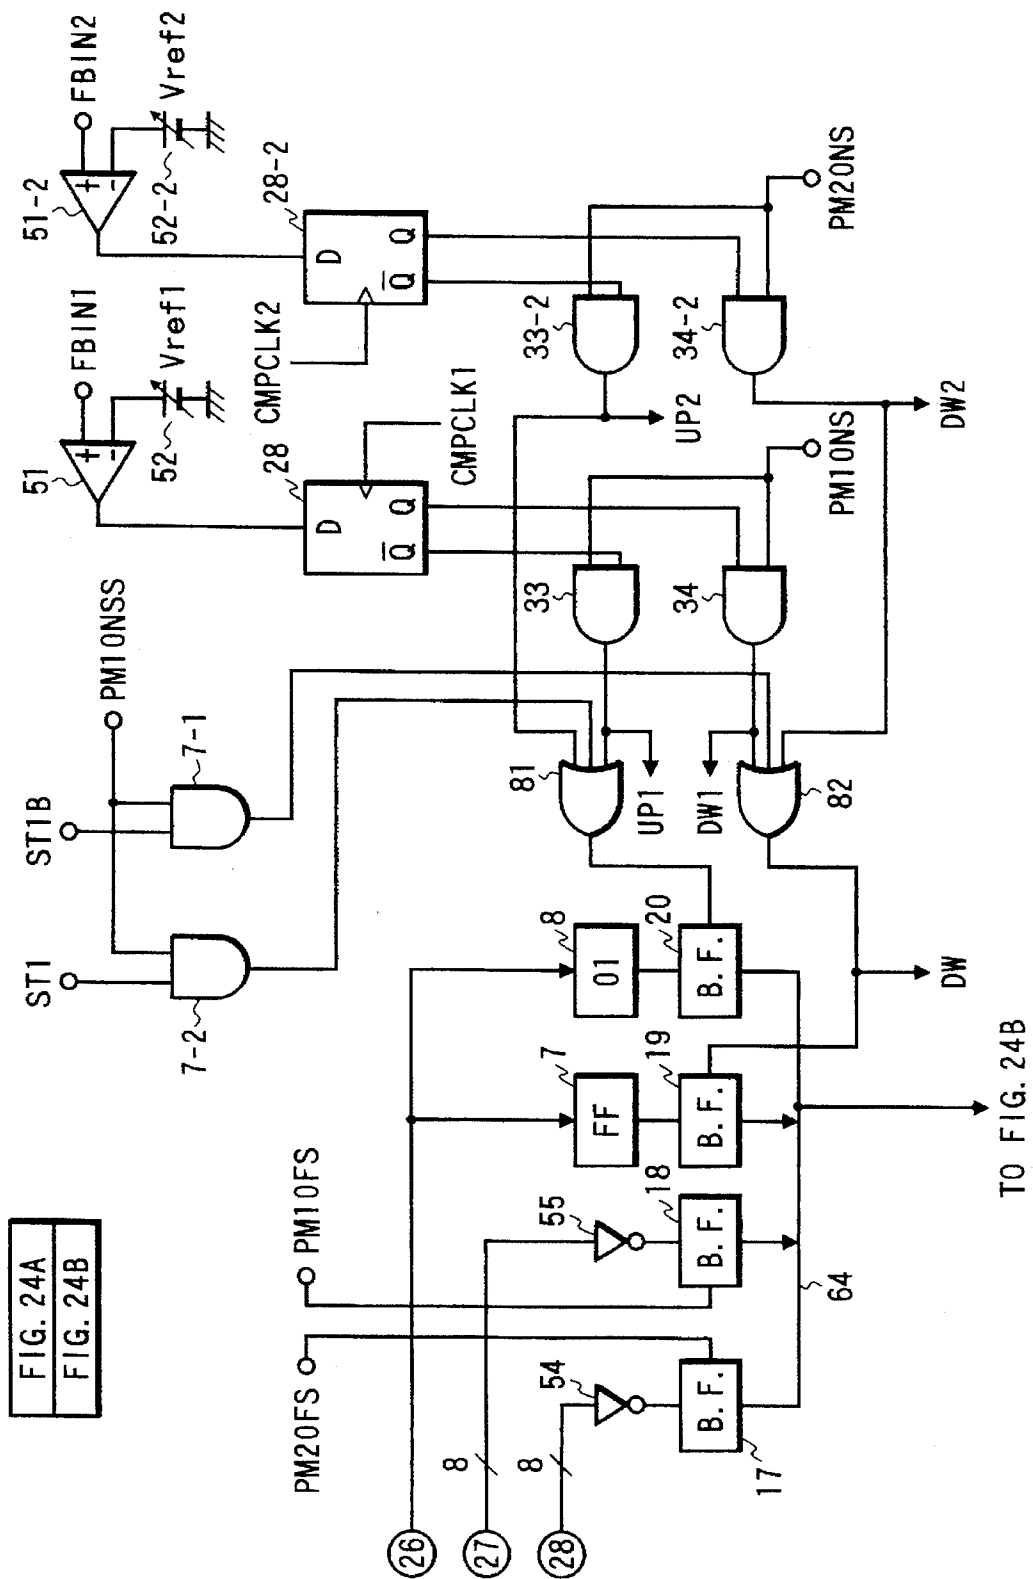 FIG. 24A
FIG. 24B
ST1
ST1B
PM10NSS
7-2
7-1
51
+
-
FBIN1
52
Vref1
51-2
+
-
FBIN2
52-2
Vref2
PM20FS
PM10FS
CMPCLK2
28
D
Q
Q
CMPCLK1
28-2
D
Q
Q
26
27
8
28
8
54
55
7
FF
8
01
17
B. F.
18
B. F.
19
B. F.
20
B. F.
64
81
82
33
34
33-2
34-2
UP1
DW1
UP2
DW2
PM10NS
PM20NS
DW
TO FIG. 24B